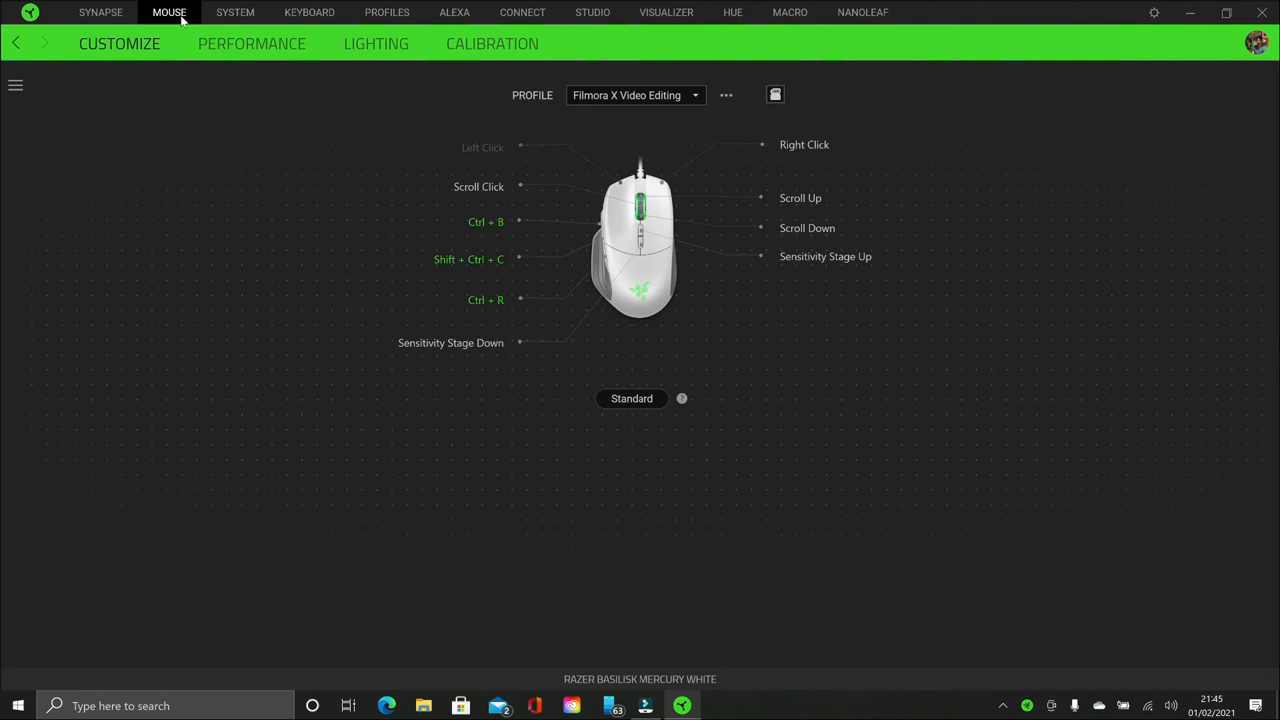 SYNAPSE MOUSE SYSTEM KEYBOARD PROFILES ALEXA CONNECT STUDIO VISUALIZER HUE MACRO NANOLEAF
CUSTOMIZE PERFORMANCE LIGHTING CALIBRATION
PROFILE Filmora X Video Editing
Left Click
Right Click
Scroll Click
Scroll Up
Ctrl + B
Scroll Down
Shift + Ctrl + C
Sensitivity Stage Up
Ctrl + R
Sensitivity Stage Down
Standard ?
RAZER BASILISK MERCURY WHITE
Type here to search
2
63
21:45
01/02/2021